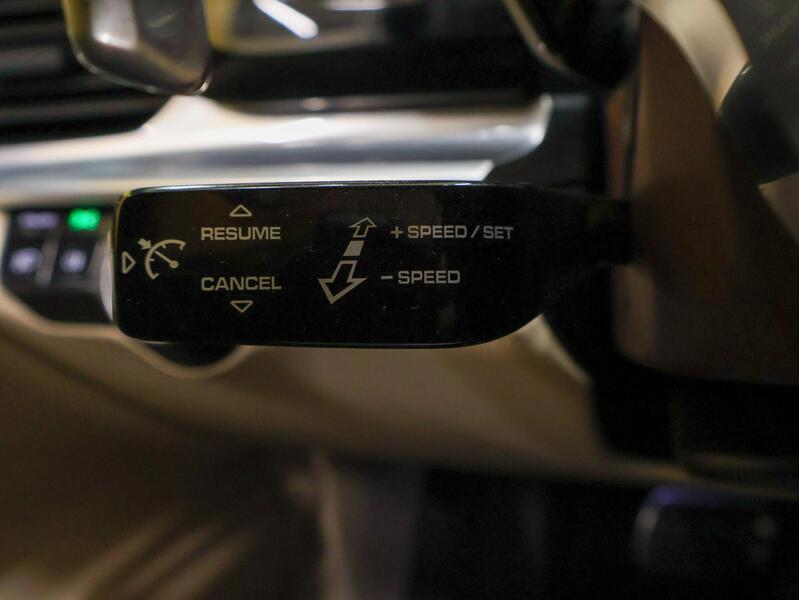 RESUME
+ SPEED / SET
CANCEL
- SPEED